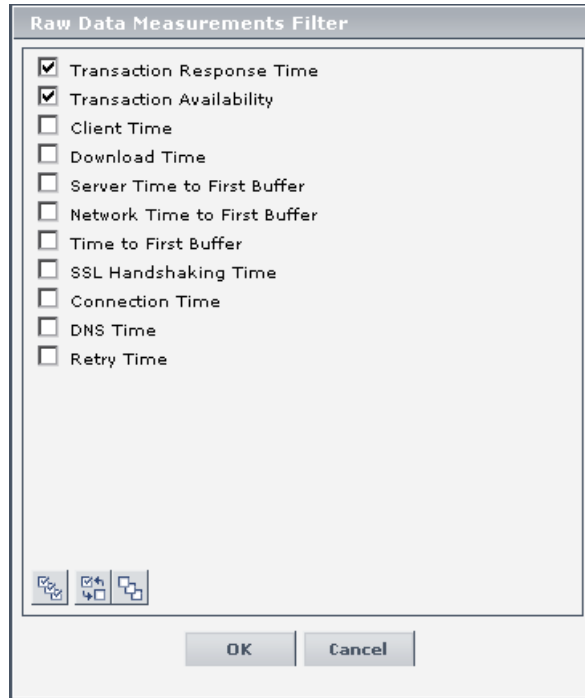 Raw Data Measurements Filter
Transaction Response Time
Transaction Availability
Client Time
Download Time
Server Time to First Buffer
Network Time to First Buffer
Time to First Buffer
SSL Handshaking Time
Connection Time
DNS Time
Retry Time
OK
Cancel